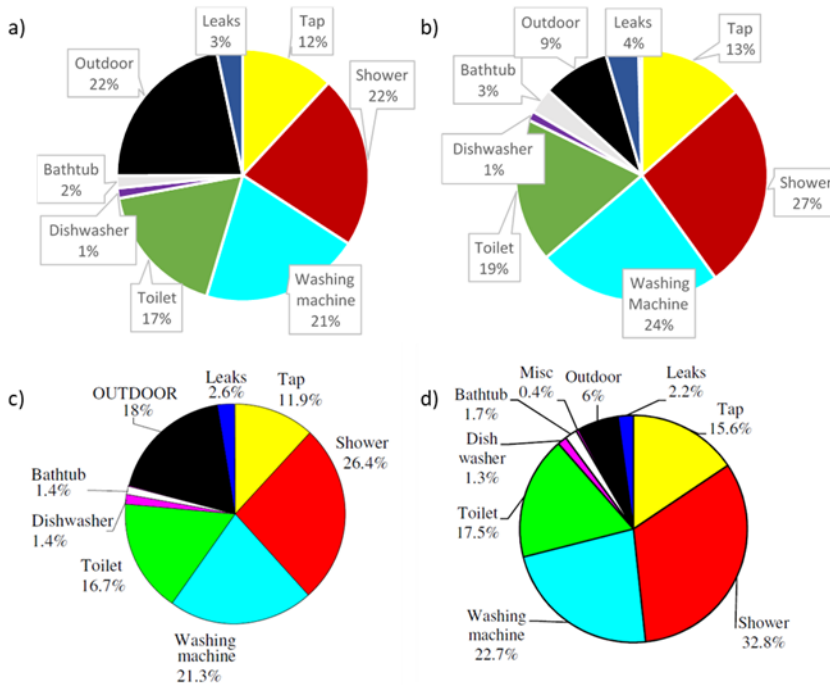 a)
Leaks
3%
Tap
12%
Outdoor
22%
Shower
22%
Bathtub
2%
Dishwasher
1%
Toilet
17%
Washing
machine
21%
b)
Outdoor
9%
Leaks
4%
Tap
13%
Bathtub
3%
Dishwasher
1%
Shower
27%
Toilet
19%
Washing
Machine
24%
c)
OUTDOOR
18%
Leaks
2.6%
Tap
11.9%
Shower
26.4%
Bathtub
1.4%
Dishwasher
1.4%
Toilet
16.7%
Washing
machine
21.3%
d)
Misc
0.4%
Outdoor
6%
Leaks
2.2%
Bathtub
1.7%
Tap
15.6%
Dish
washer
1.3%
Toilet
17.5%
Washing
machine
22.7%
Shower
32.8%